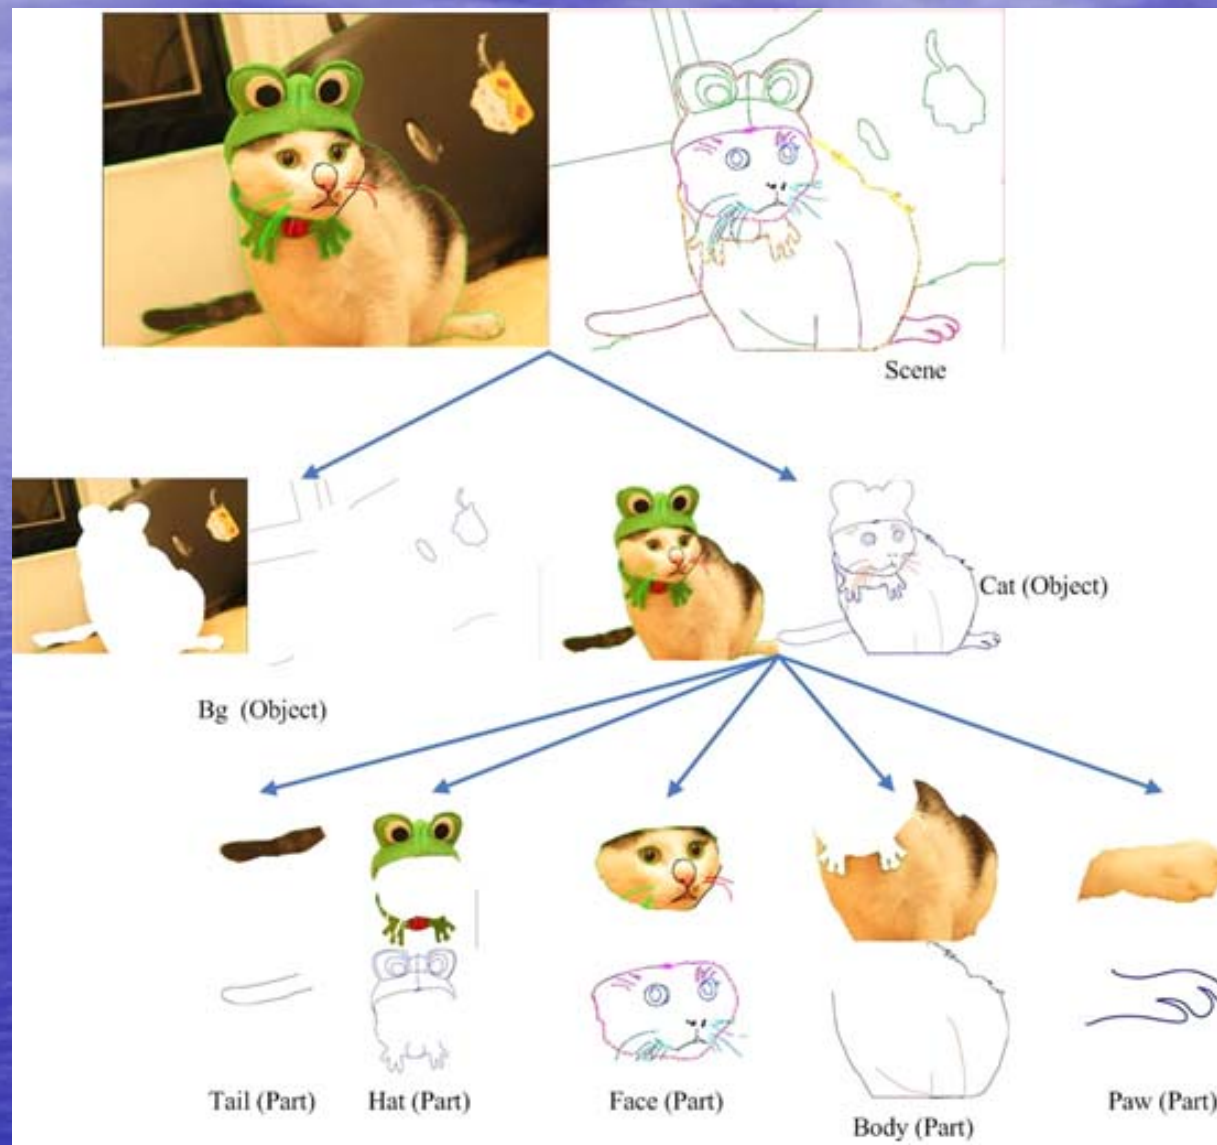 Scene
Cat (Object)
Bg (Object)
Tail (Part)
Hat (Part)
Face (Part)
Body (Part)
Paw (Part)